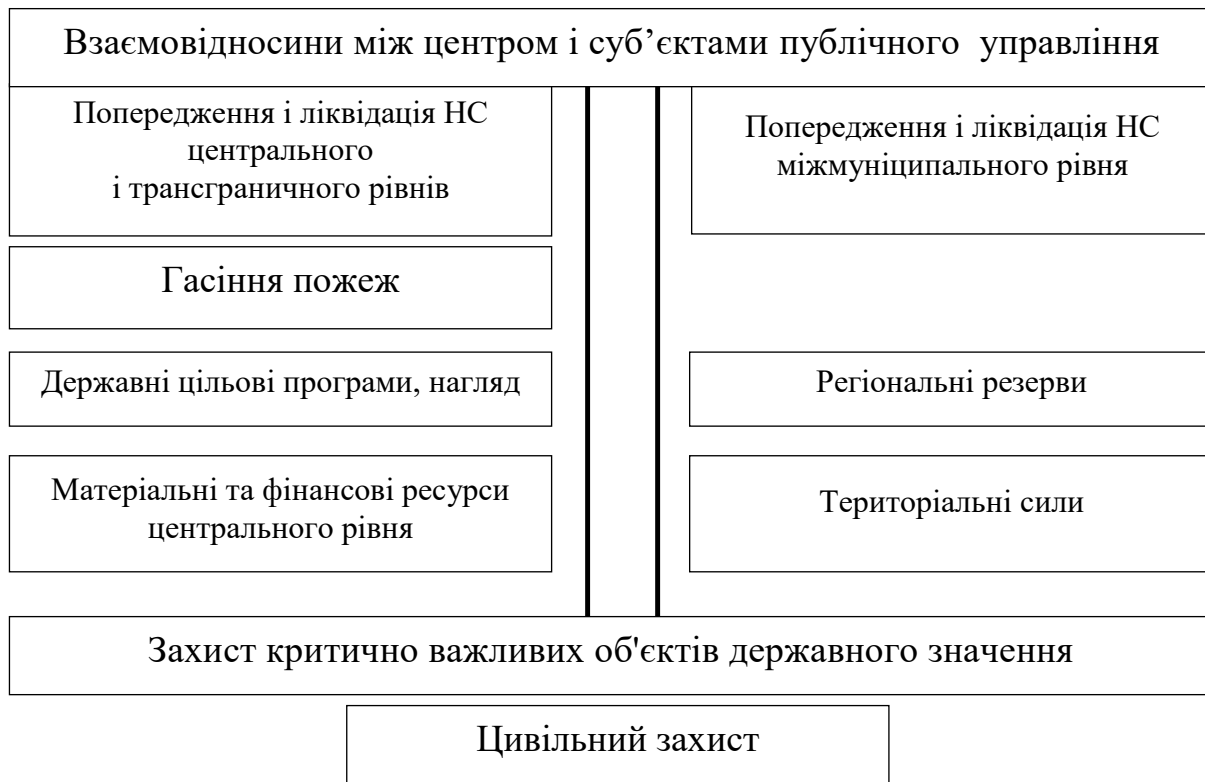 Взаємовідносини між центром і суб’єктами публічного управління
Попередження і ліквідація НС
центрального
і трансграничного рівнів
Попередження і ліквідація НС
міжмуніципального рівня
Гасіння пожеж
Державні цільові програми, нагляд
Регіональні резерви
Матеріальні та фінансові ресурси
центрального рівня
Територіальні сили
Захист критично важливих об'єктів державного значення
Цивільний захист